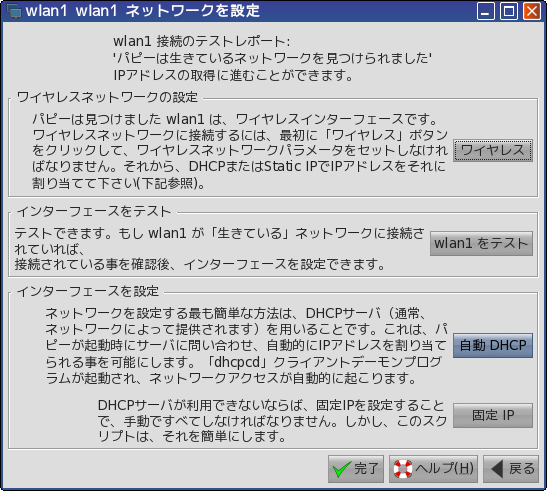 wlan1 wlan1 ネットワークを設定
wlan1 接続のテストレポート:
'パピーは生きているネットワークを見つけられました'
IPアドレスの取得に進むことができます。
ワイヤレスネットワークの設定
パピーは見つけました wlan1 は、ワイヤレスインターフェースです。
ワイヤレスネットワークに接続するには、最初に「ワイヤレス」ボタン
をクリックして、ワイヤレスネットワークパラメータをセットしなけれ
ばなりません。それから、DHCPまたはStatic IPでIPアドレスをそれに
割り当てて下さい(下記参照)。
ワイヤレス
インターフェースをテスト
テストできます。もし wlan1 が「生きている」ネットワークに接続さ
れていれば、
接続されている事を確認後、インターフェースを設定できます。
wlan1 をテスト
インターフェースを設定
ネットワークを設定する最も簡単な方法は、DHCPサーバ（通常、
ネットワークによって提供されます）を用いることです。これは、パ
ピーが起動時にサーバに問い合わせ、自動的にIPアドレスを割り当て
られる事を可能にします。「dhcpcd」クライアントデーモンプログ
ラムが起動され、ネットワークアクセスが自動的に起こります。
自動 DHCP
DHCPサーバが利用できないならば、固定IPを設定すること
で、手動ですべてしなければなりません。しかし、このスク
リプトは、それを簡単にします。
固定 IP
完了
ヘルプ(H)
戻る